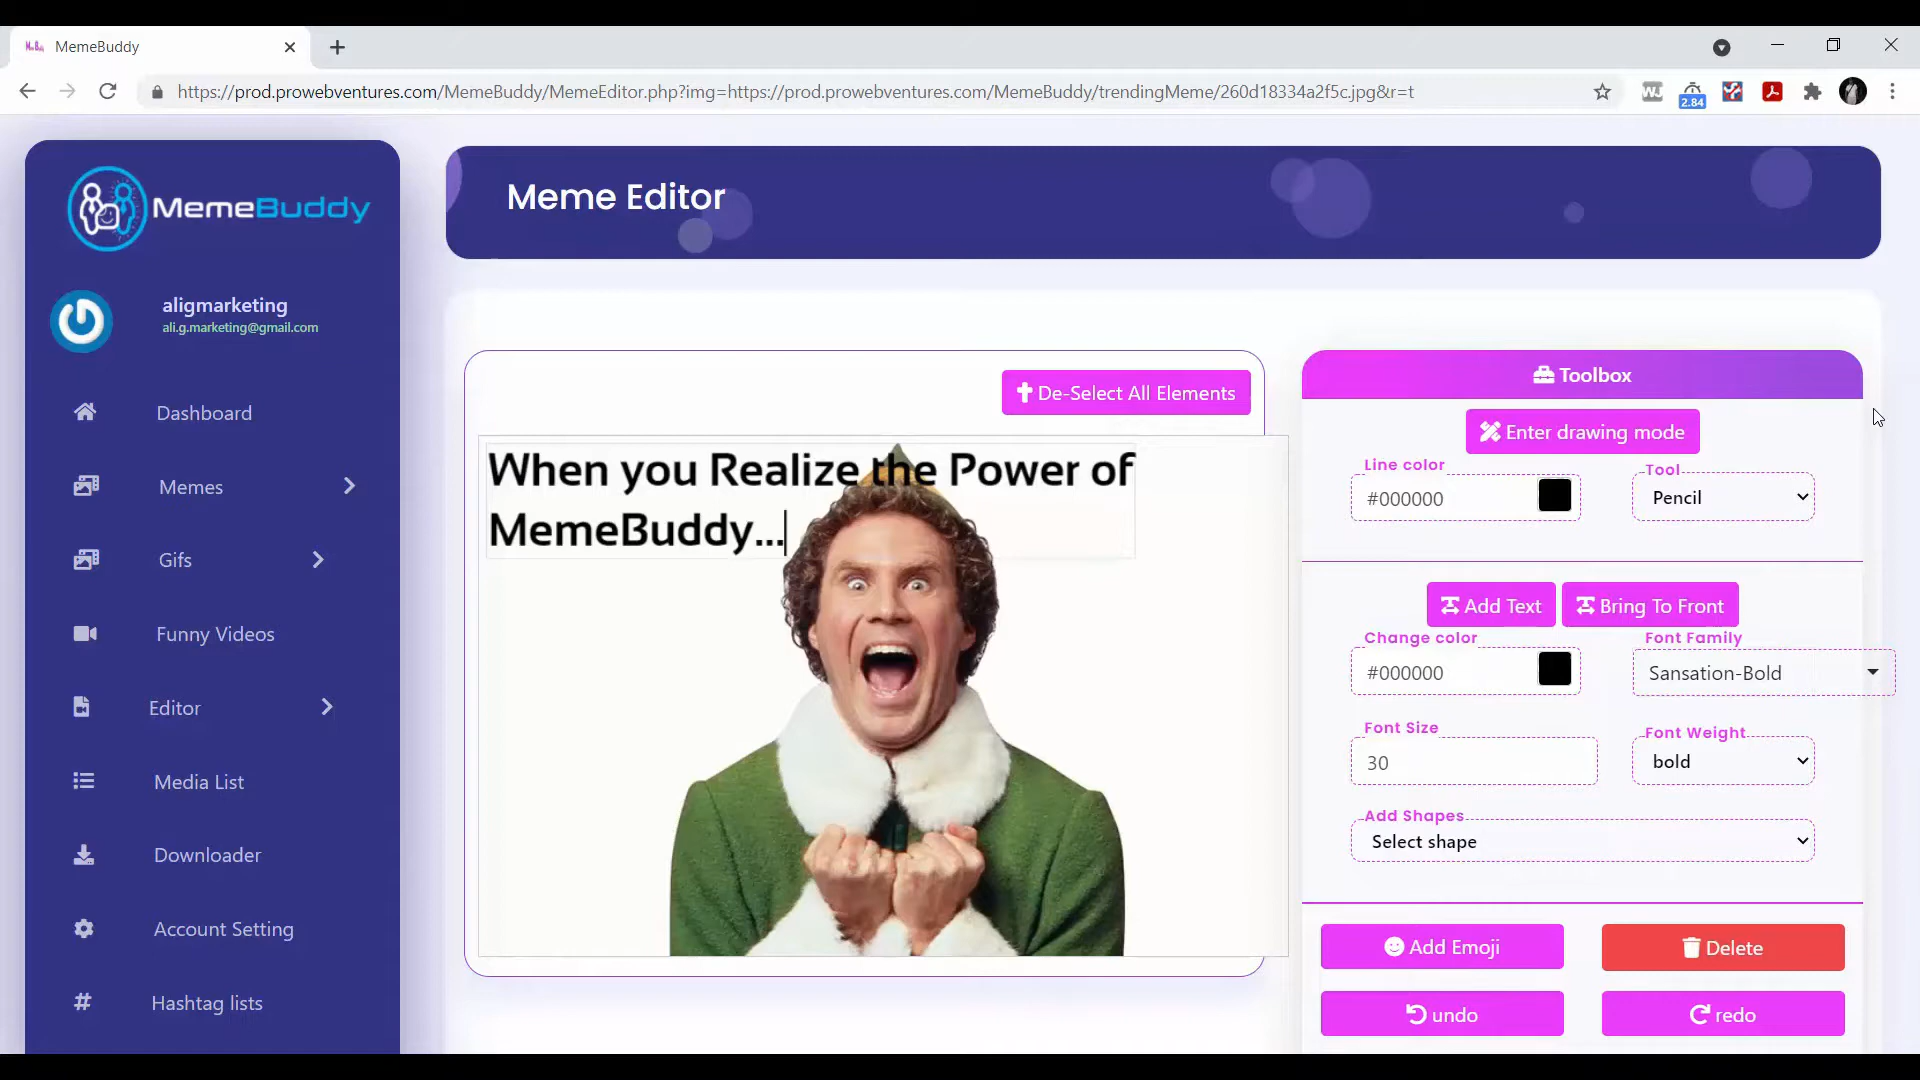 MemeBuddy
https://prod.prowebventures.com/MemeBuddy/MemeEditor.php?img=https://prod.prowebventures.com/MemeBuddy/trendingMeme/260d18334a2f5c.jpg&r=t
WJ
2.84
MemeBuddy
aligmarketing
ali.g.marketing@gmail.com
Dashboard
Memes
Gifs
Funny Videos
Editor
Media List
Downloader
Account Setting
# Hashtag lists
Meme Editor
De-Select All Elements
When you Realize the Power of
MemeBuddy...
Toolbox
Enter drawing mode
Line color
#000000
Tool
Pencil
Add Text
Bring To Front
Change color
#000000
Font Family
Sansation-Bold
Font Size
30
Font Weight
bold
Add Shapes
Select shape
Add Emoji
Delete
undo
redo